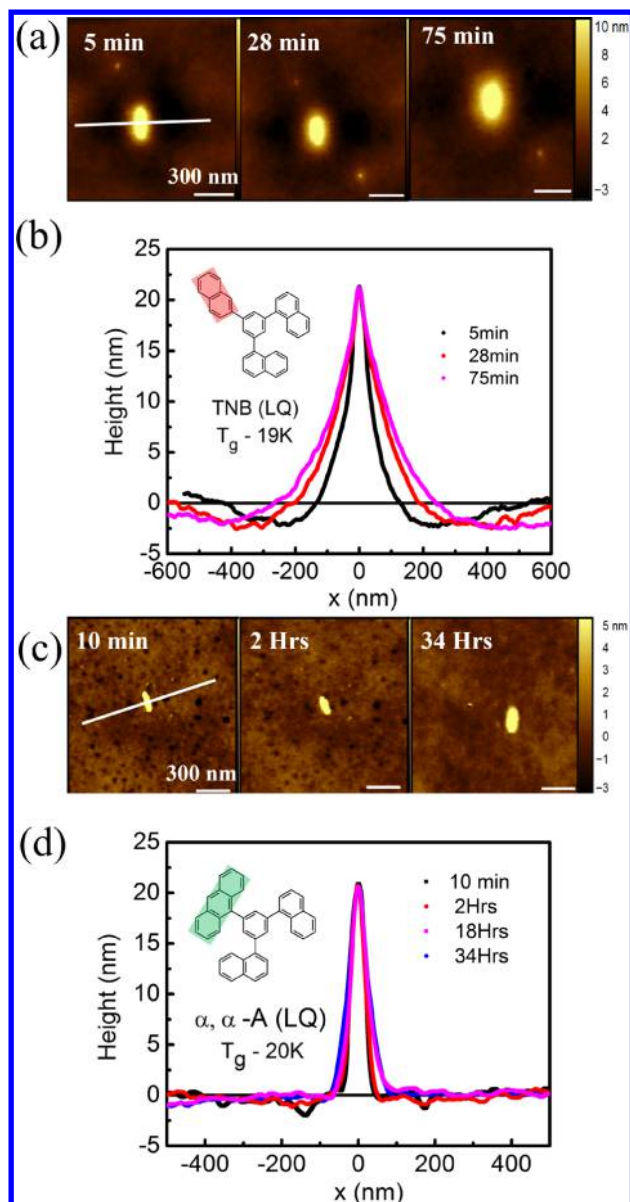 (a)
5 min 28 min 75 min
300 nm
10 nm
8
6
4
2
−3
(b)
25
20
15
10
5
0
-5
Height (nm)
TNB (LQ)
Tg - 19K
5min
28min
75min
-600 -400 -200 0 200 400 600
x (nm)
(c)
10 min 2 Hrs 34 Hrs
300 nm
5 nm
4
3
2
1
0
−3
(d)
25
20
15
10
5
0
-5
Height (nm)
α, α -A (LQ)
Tg - 20K
10 min
2Hrs
18Hrs
34Hrs
-400 -200 0 200 400
x (nm)